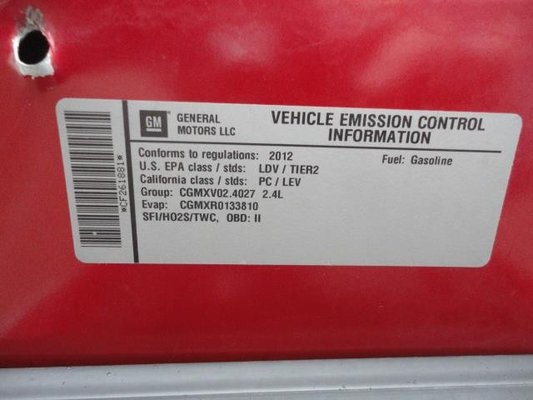 GM
GENERAL
MOTORS LLC
VEHICLE EMISSION CONTROL
INFORMATION
Conforms to regulations: 2012
Fuel: Gasoline
U.S. EPA class / stds: LDV / TIER2
California class / stds: PC / LEV
Group: CGMXV02.4027 2.4L
Evap: CGMXR0133810
SFI/HO2S/TWC, OBD: II
*CF261881*